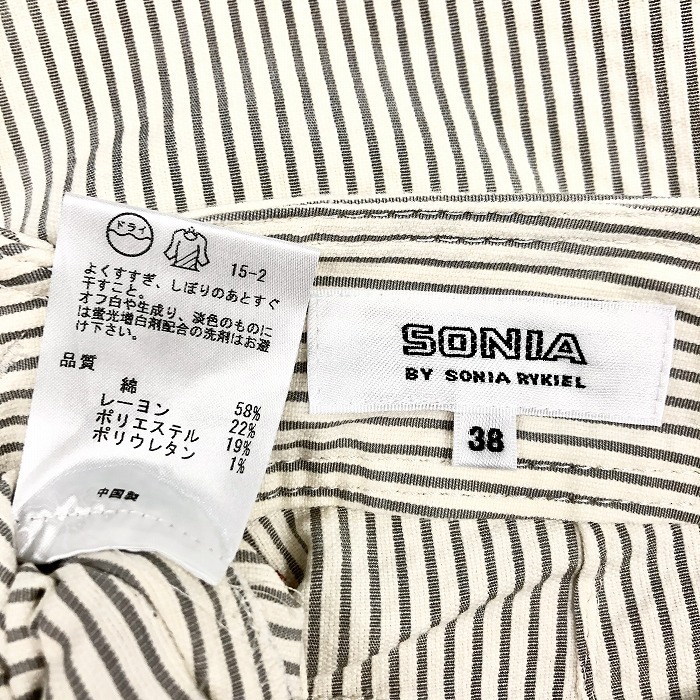 ドライ
15-2
よくすすぎ、しぼりのあとすぐ
干すこと。
オフ白や生成り、淡色のものに
は蛍光増白剤配合の洗剤はお避
け下さい。
品質
綿 58%
レーヨン 22%
ポリエステル 19%
ポリウレタン 1%
中国製
SONIA
BY SONIA RYKIEL
38